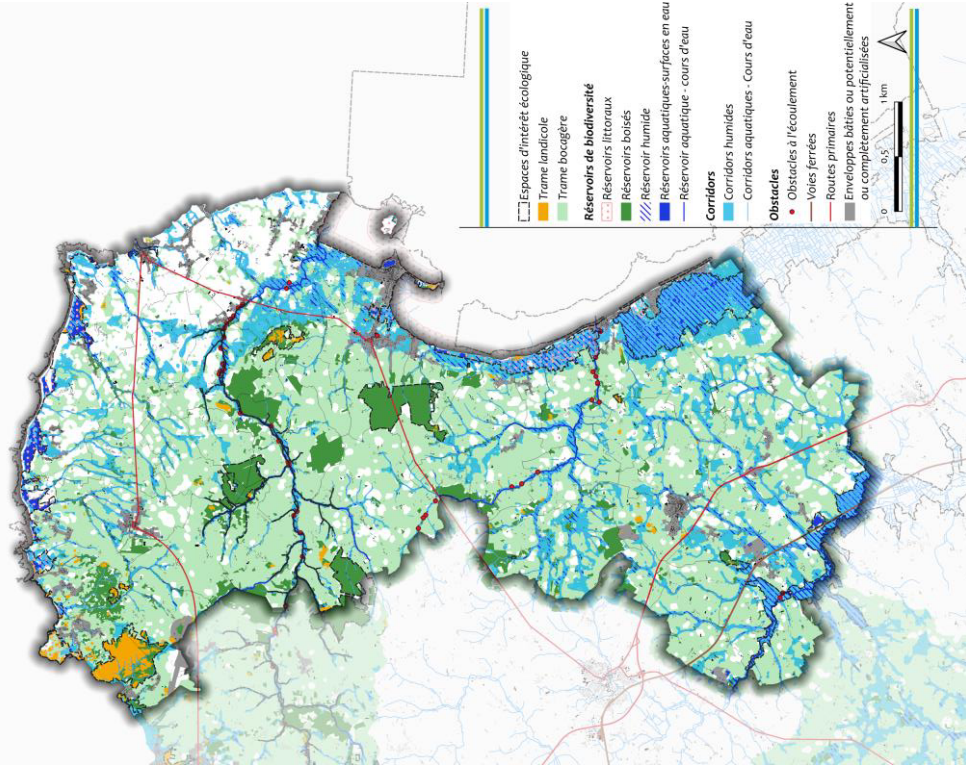 Espaces d'intérêt écologique
Trame landicole
Trame bocagère
Réservoirs de biodiversité
Réservoirs littoraux
Réservoirs boisés
Réservoir humide
Réservoirs aquatiques-surfaces en eau
Réservoir aquatique - cours d'eau
Corridors
Corridors humides
Corridors aquatiques - Cours d'eau
Obstacles
Obstacles à l'écoulement
Voies ferrées
Routes primaires
Enveloppes bâties ou potentiellement
ou complètement artificialisées
0 0,5 1 km